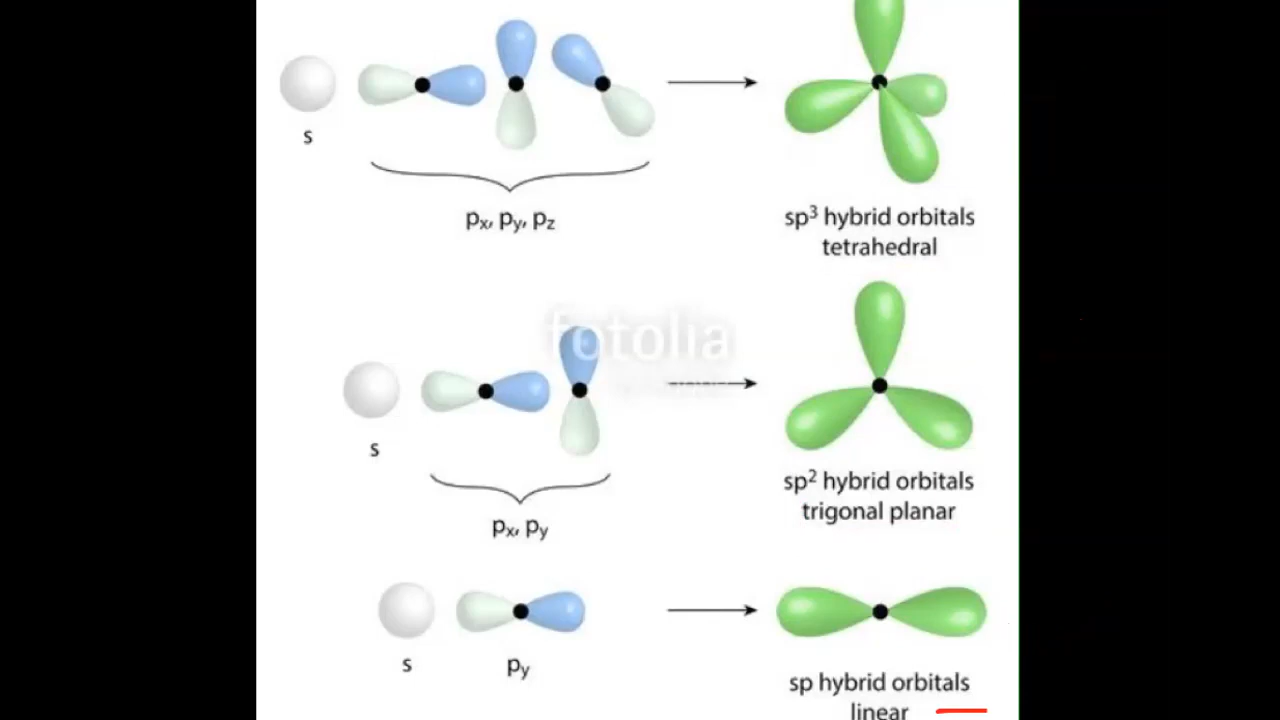 s
px, py, pz
sp3 hybrid orbitals
tetrahedral
fotolia
s
px, py
sp2 hybrid orbitals
trigonal planar
s
py
sp hybrid orbitals
linear